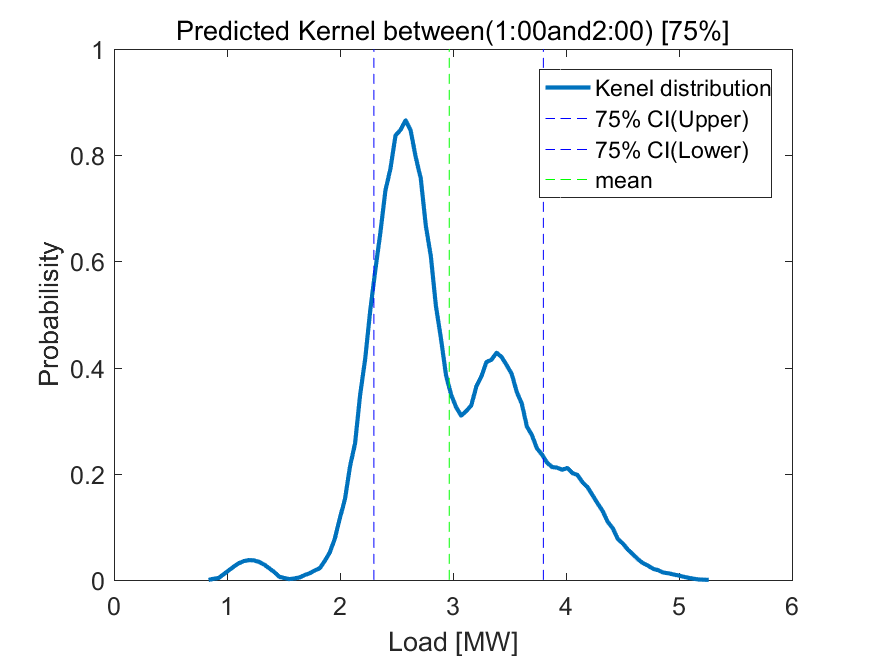 Predicted Kernel between(1:00and2:00) [75%]
1
0.8
0.6
0.4
0.2
0
Probabilisity
Kenel distribution
75% CI(Upper)
75% CI(Lower)
mean
0 1 2 3 4 5 6
Load [MW]